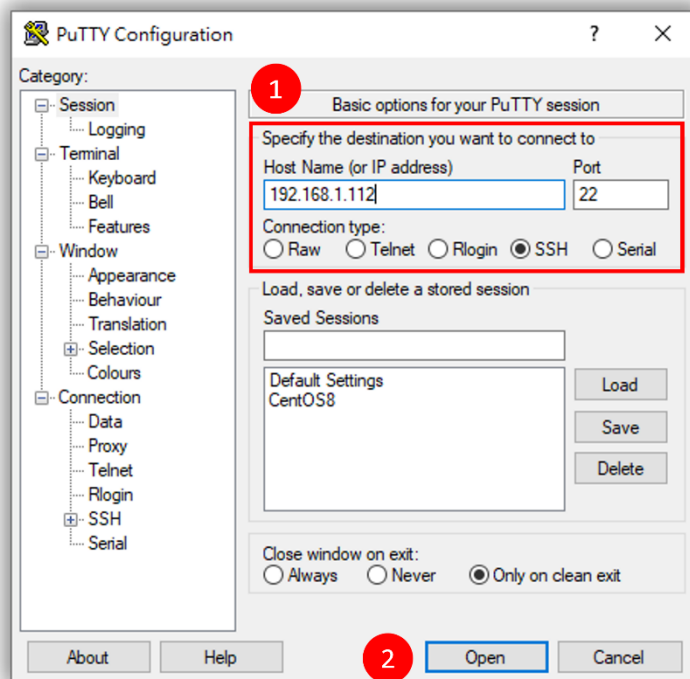 PuTTY Configuration ? ×
Category:
Session
Logging
Terminal
Keyboard
Bell
Features
Window
Appearance
Behaviour
Translation
Selection
Colours
Connection
Data
Proxy
Telnet
Rlogin
SSH
Serial
1
Basic options for your PuTTY session
Specify the destination you want to connect to
Host Name (or IP address) Port
192.168.1.112 22
Connection type:
Raw Telnet Rlogin SSH Serial
Load, save or delete a stored session
Saved Sessions
Default Settings
CentOS8
Load
Save
Delete
Close window on exit:
Always Never Only on clean exit
About Help 2 Open Cancel